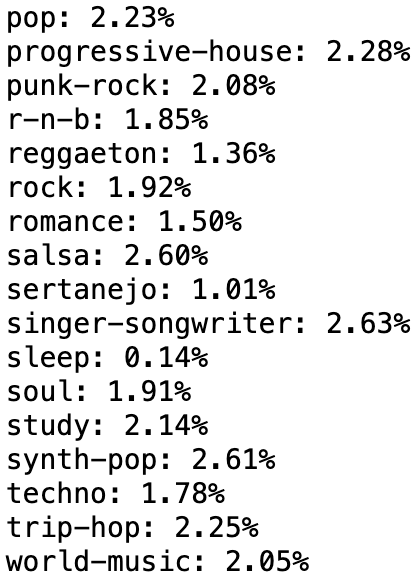 pop: 2.23%
progressive-house: 2.28%
punk-rock: 2.08%
r-n-b: 1.85%
reggaeton: 1.36%
rock: 1.92%
romance: 1.50%
salsa: 2.60%
sertanejo: 1.01%
singer-songwriter: 2.63%
sleep: 0.14%
soul: 1.91%
study: 2.14%
synth-pop: 2.61%
techno: 1.78%
trip-hop: 2.25%
world-music: 2.05%